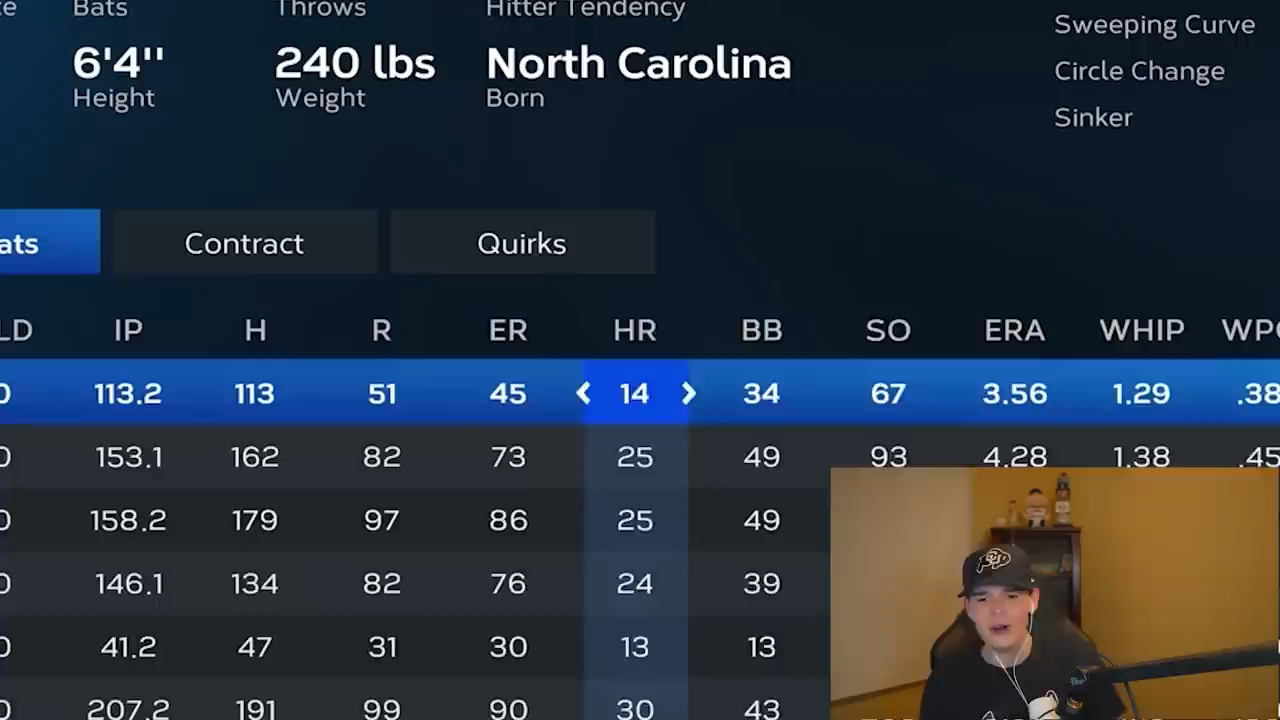 Bats Throws Hitter Tendency
Sweeping Curve
6'4'' 240 lbs North Carolina
Circle Change
Height Weight Born
Sinker
Contract Quirks
IP H R ER HR BB SO ERA WHIP
113.2 113 51 45 14 34 67 3.56 1.29 .38
153.1 162 82 73 25 49 93 4.28 1.38 .45
158.2 179 97 86 25 49
146.1 134 82 76 24 39
41.2 47 31 30 13 13
207.2 191 99 90 30 43